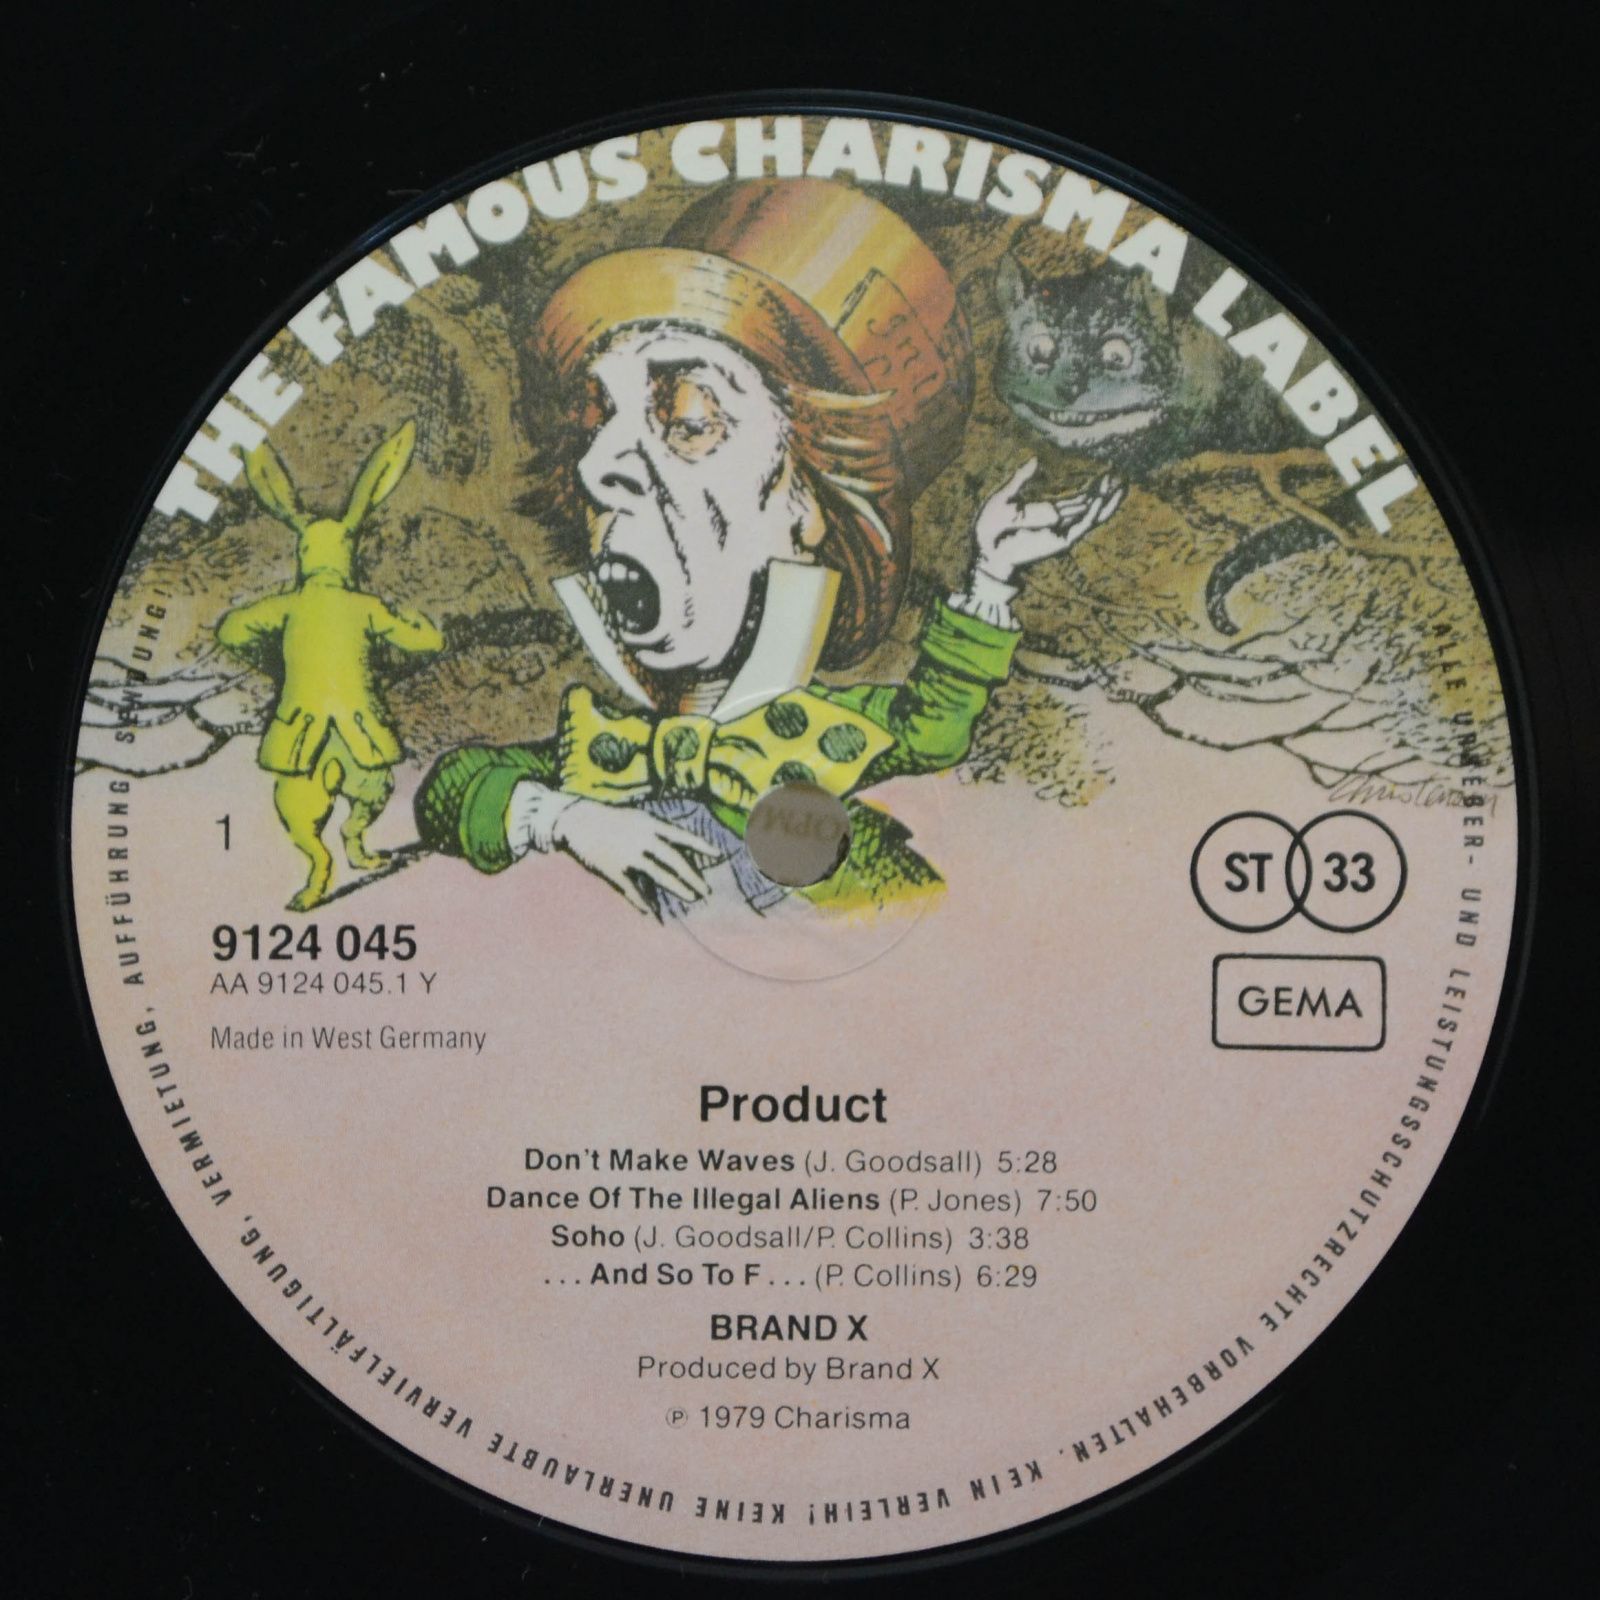 THE FAMOUS CHARISMA LABEL
1
9124 045
AA 9124 045.1 Y
Made in West Germany
ST 33
GEMA
Product
Don't Make Waves (J. Goodsall) 5:28
Dance Of The Illegal Aliens (P. Jones) 7:50
Soho (J. Goodsall/P. Collins) 3:38
...And So To F... (P. Collins) 6:29
BRAND X
Produced by Brand X
℗ 1979 Charisma
ALLE URHEBER- UND LEISTUNGSSCHUTZRECHTE VORBEHALTEN. KEIN VERLEIH! KEINE UNERLAUBTE VERVIELFÄLTIGUNG, VERMIETUNG, AUFFÜHRUNG, SENDUNG!